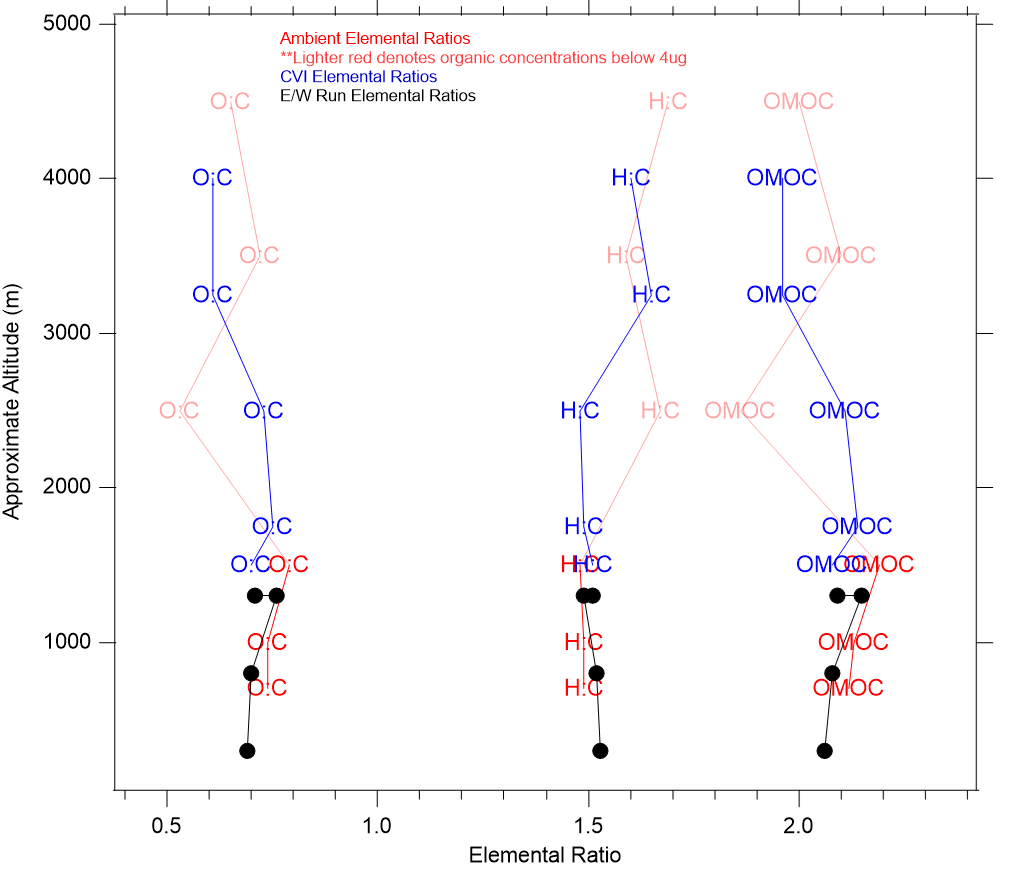 5000
Ambient Elemental Ratios
**Lighter red denotes organic concentrations below 4ug
CVI Elemental Ratios
E/W Run Elemental Ratios
O:C H:C OMOC
4000
O:C H:C OMOC
O:C H:C OMOC
O:C H:C OMOC
3000
O:C O:C H:C H:C OMOC OMOC
2000
O:C H:C OMOC
O:C O:C H:C H:C OMOC OMOC
1000
O:C H:C OMOC
O:C H:C OMOC
Approximate Altitude (m)
0.5 1.0 1.5 2.0
Elemental Ratio